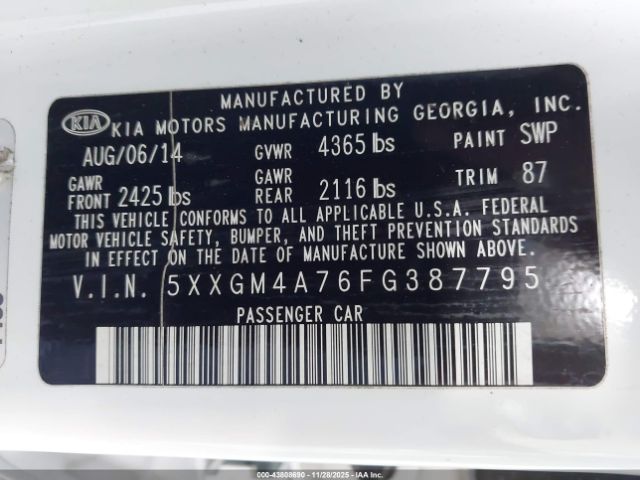 MANUFACTURED BY
KIA KIA MOTORS MANUFACTURING GEORGIA, INC.
AUG/06/14 GVWR 4365 lbs PAINT SWP
GAWR FRONT 2425 lbs GAWR REAR 2116 lbs TRIM 87
THIS VEHICLE CONFORMS TO ALL APPLICABLE U.S.A. FEDERAL
MOTOR VEHICLE SAFETY, BUMPER, AND THEFT PREVENTION STANDARDS
IN EFFECT ON THE DATE OF MANUFACTURE SHOWN ABOVE.
V.I.N. 5XXGM4A76FG387795
PASSENGER CAR
000-43808690 - 11/28/2025 - IAA Inc.